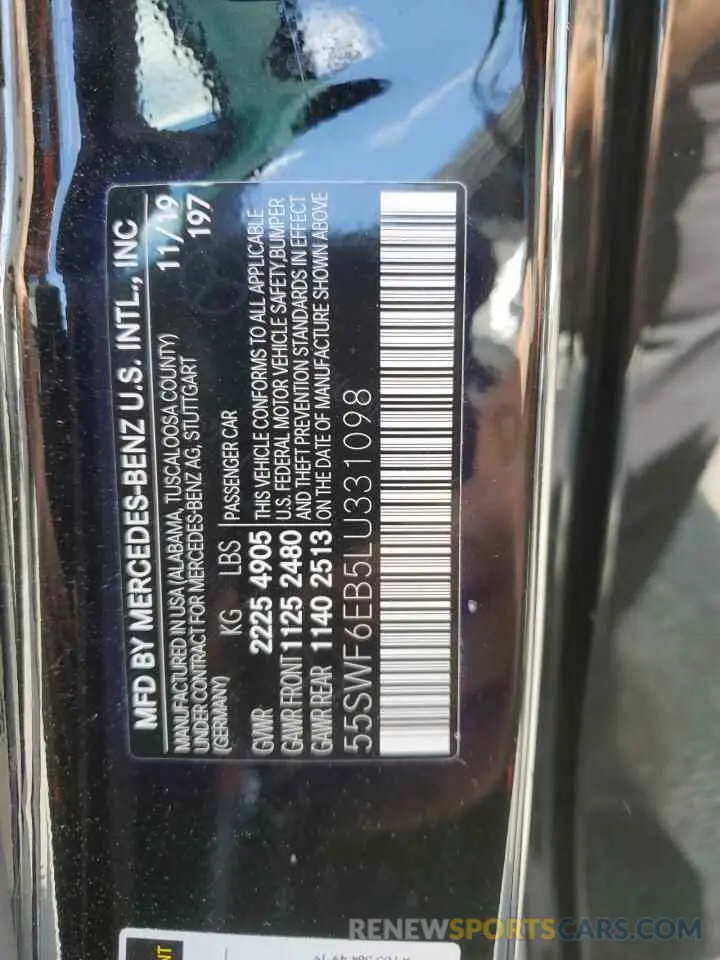 MFD BY MERCEDES-BENZ U.S. INTL., INC
MANUFACTURED IN USA (ALABAMA, TUSCALOOSA COUNTY) 11/19
UNDER CONTRACT FOR MERCEDES-BENZ AG, STUTTGART 197
(GERMANY) KG LBS PASSENGER CAR
GVWR 2225 4905 THIS VEHICLE CONFORMS TO ALL APPLICABLE
GAWR FRONT 1125 2480 U.S. FEDERAL MOTOR VEHICLE SAFETY,BUMPER
AND THEFT PREVENTION STANDARDS IN EFFECT
GAWR REAR 1140 2513 ON THE DATE OF MANUFACTURE SHOWN ABOVE
55SWF6EB5LU331098
RENEWSPORTSCARS.COM